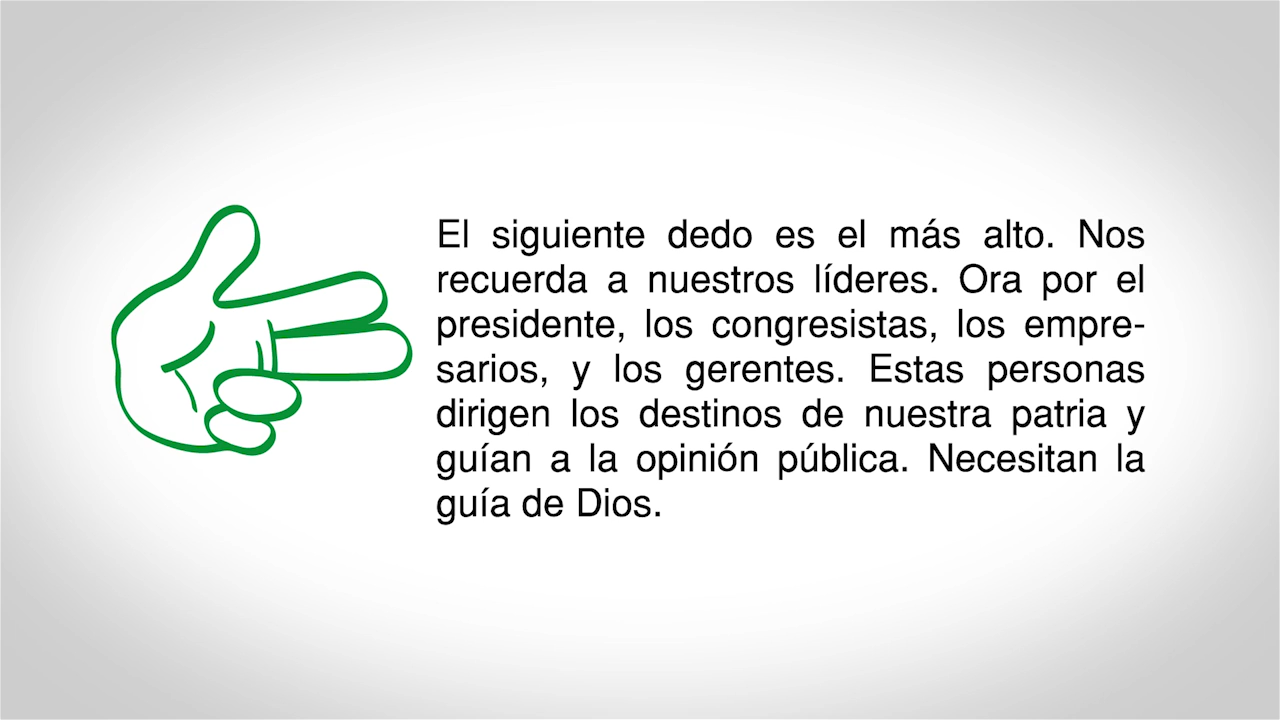 El siguiente dedo es el más alto. Nos
recuerda a nuestros líderes. Ora por el
presidente, los congresistas, los empre-
sarios, y los gerentes. Estas personas
dirigen los destinos de nuestra patria y
guían a la opinión pública. Necesitan la
guía de Dios.